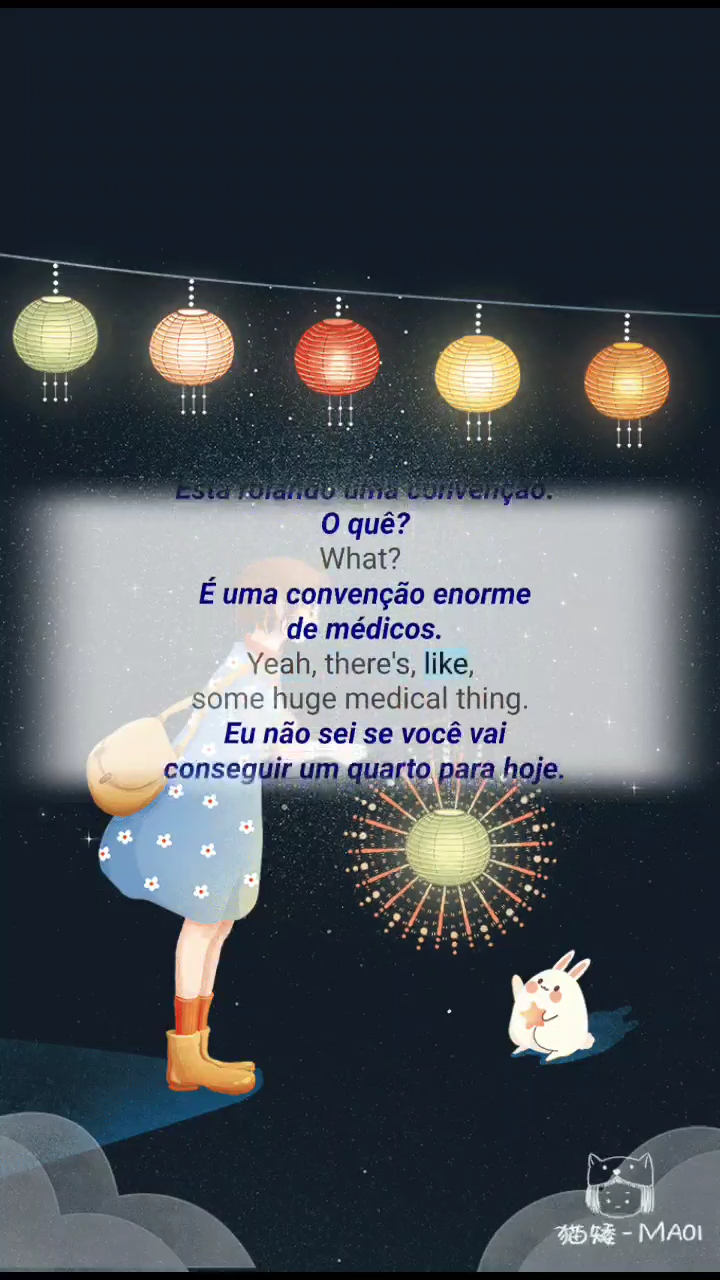 Está rolando uma convenção.
O quê?
What?
É uma convenção enorme
de médicos.
Yeah, there's, like,
some huge medical thing.
Eu não sei se você vai
conseguir um quarto para hoje.
猫矮-MAOI